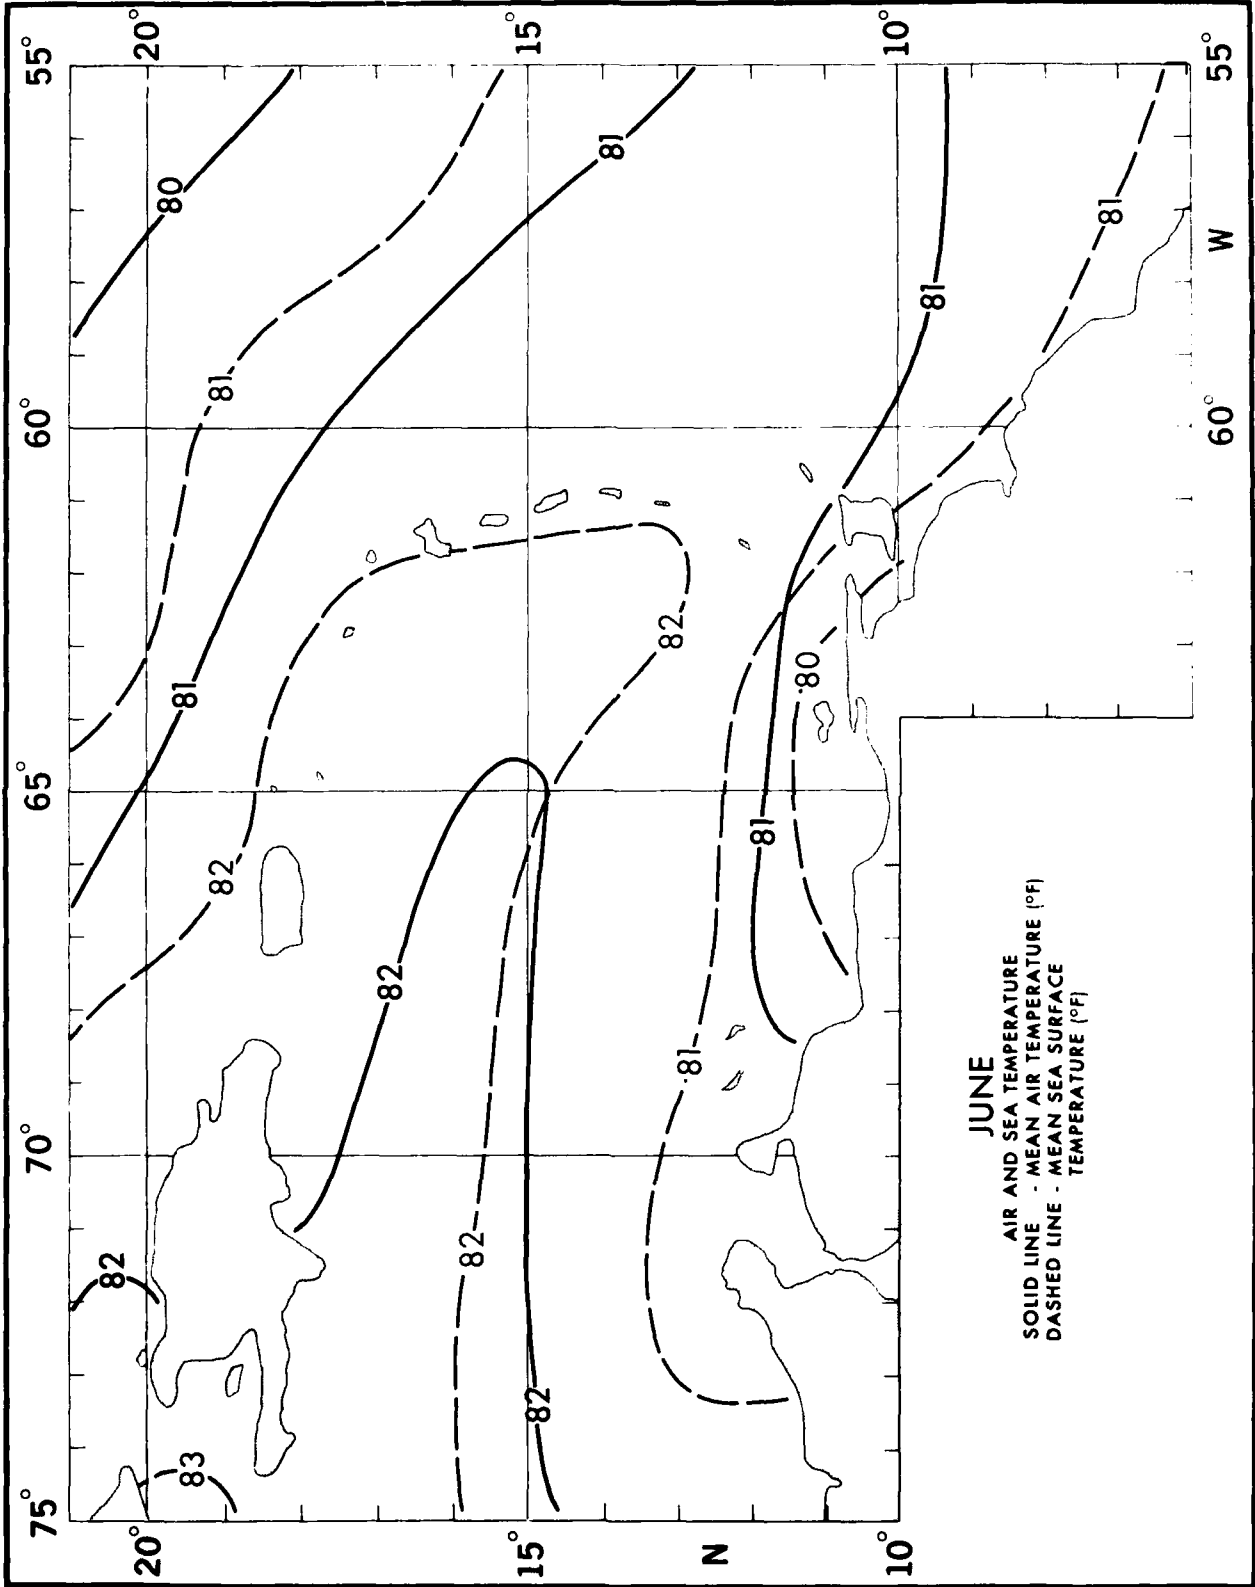 75° 70° 65° 60° 55°
82
20° 20°
80
83 81
82 81
82
82
15° 15°
82
81
82
81
N
81
80
10° 10°
81
JUNE
AIR AND SEA TEMPERATURE
SOLID LINE - MEAN AIR TEMPERATURE (°F)
DASHED LINE - MEAN SEA SURFACE
TEMPERATURE (°F)
81
60° W 55°